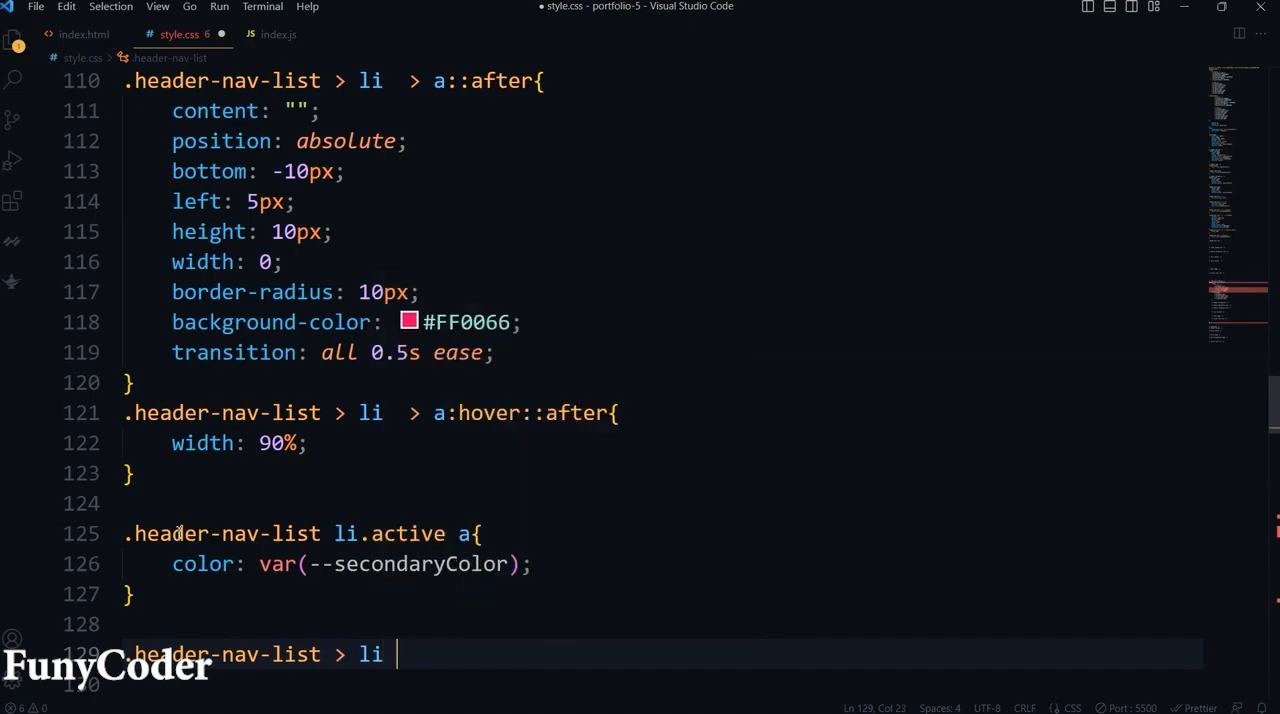 File Edit Selection View Go Run Terminal Help
● style.css - portfolio-5 - Visual Studio Code
index.html # style.css 6 ● JS index.js
1
# style.css > .header-nav-list
110 .header-nav-list > li  > a::after{
111 content: "";
112 position: absolute;
113 bottom: -10px;
114 left: 5px;
115 height: 10px;
116 width: 0;
117 border-radius: 10px;
118 background-color: #FF0066;
119 transition: all 0.5s ease;
120 }
121 .header-nav-list > li  > a:hover::after{
122 width: 90%;
123 }
124
125 .header-nav-list li.active a{
126 color: var(--secondaryColor);
127 }
128
129 .header-nav-list > li
130
FunyCoder
6 0 Ln 129, Col 23 Spaces: 4 UTF-8 CRLF CSS Port : 5500 Prettier